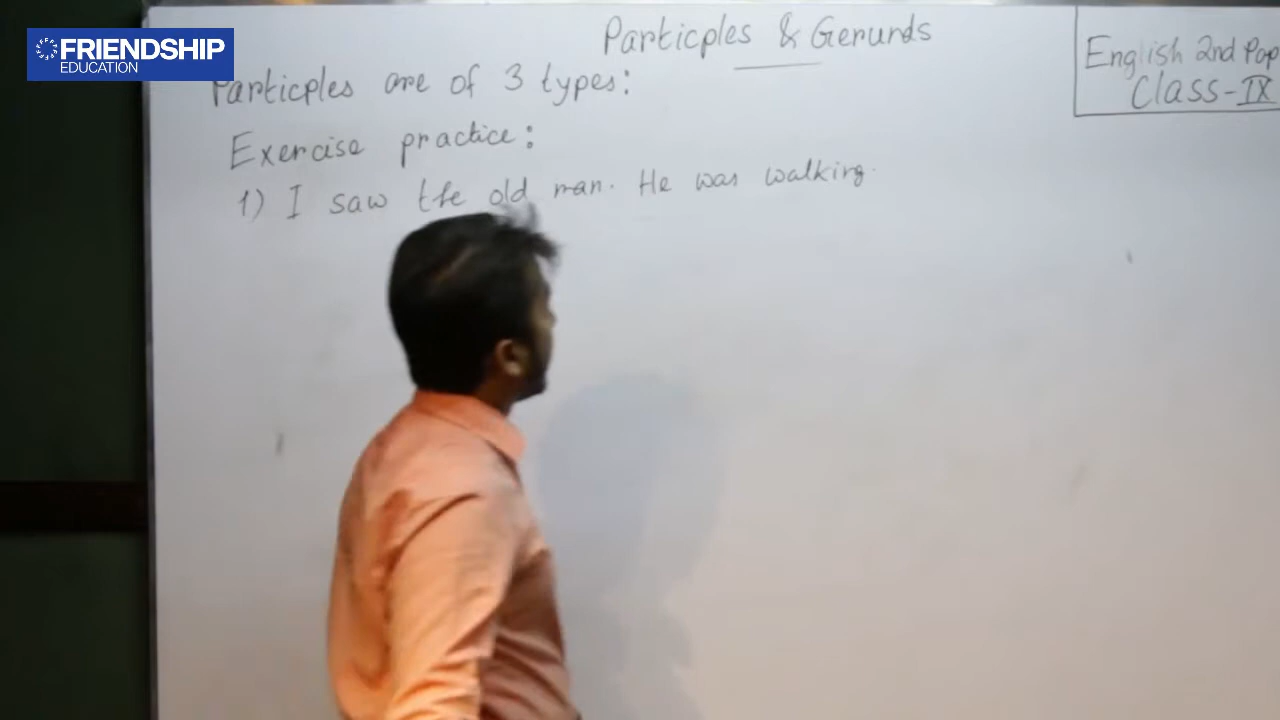 FRIENDSHIP
EDUCATION
Particples & Gerunds
English 2nd Pap
Class-IX
Particples are of 3 types:
Exercise practice:
1) I saw the old man. He was walking.